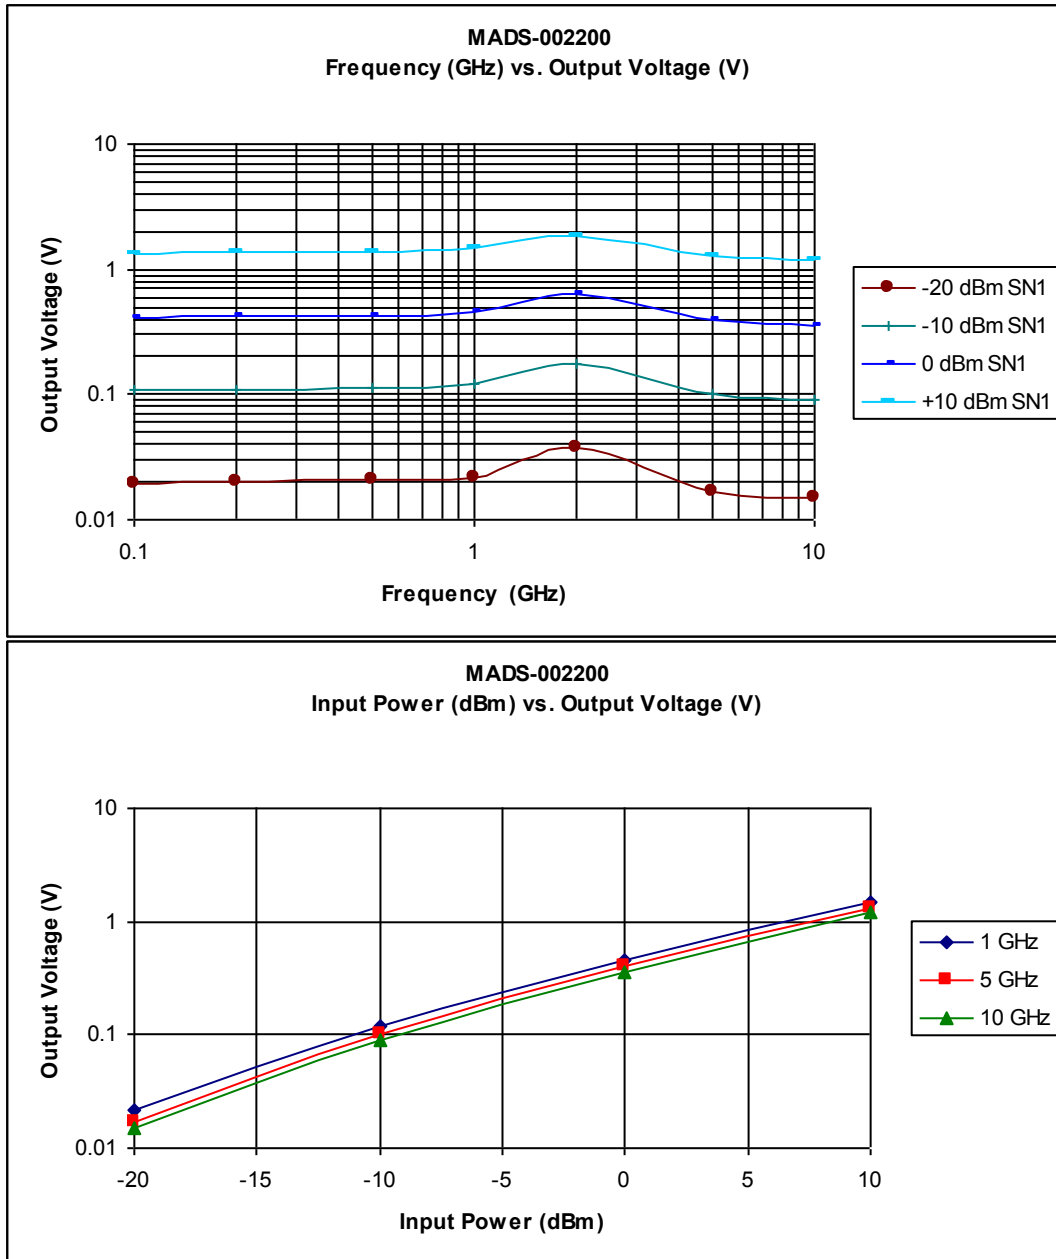 MADS-002200
Frequency (GHz) vs. Output Voltage (V)
10
1
0.1
0.01
Output Voltage (V)
0.1
1
10
Frequency (GHz)
-20 dBm SN1
-10 dBm SN1
0 dBm SN1
+10 dBm SN1
MADS-002200
Input Power (dBm) vs. Output Voltage (V)
10
1
0.1
0.01
Output Voltage (V)
-20
-15
-10
-5
0
5
10
Input Power (dBm)
1 GHz
5 GHz
10 GHz